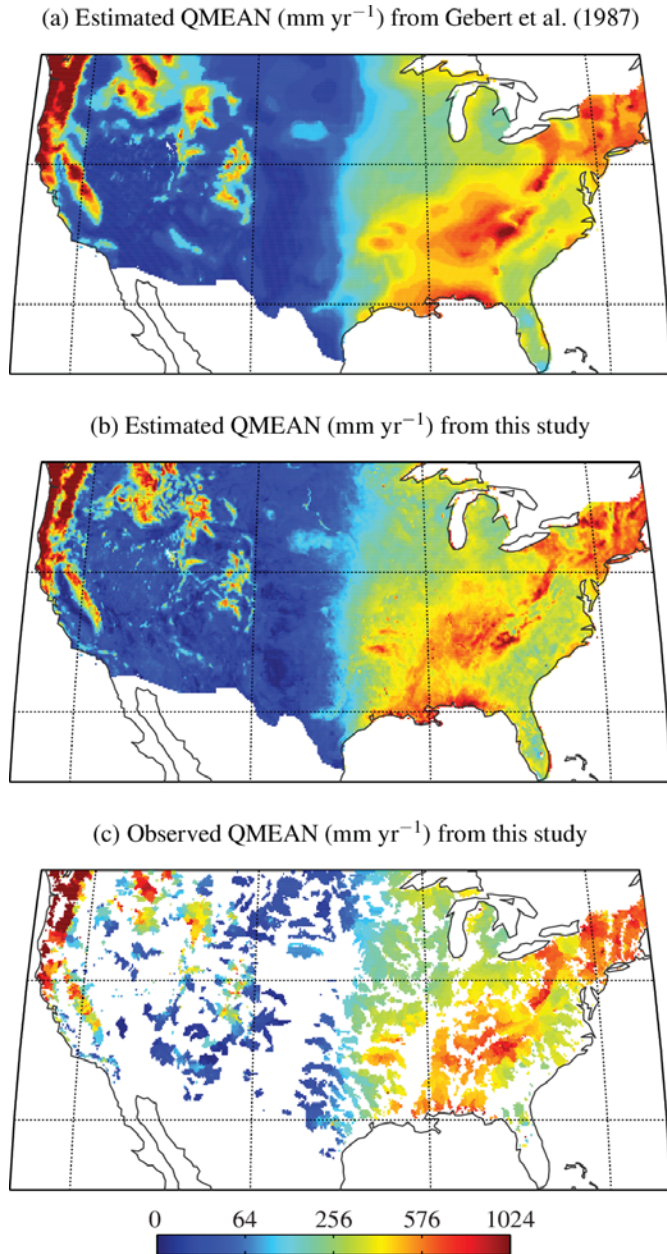 (a) Estimated QMEAN (mm yr−1) from Gebert et al. (1987)
(b) Estimated QMEAN (mm yr−1) from this study
(c) Observed QMEAN (mm yr−1) from this study
0 64 256 576 1024